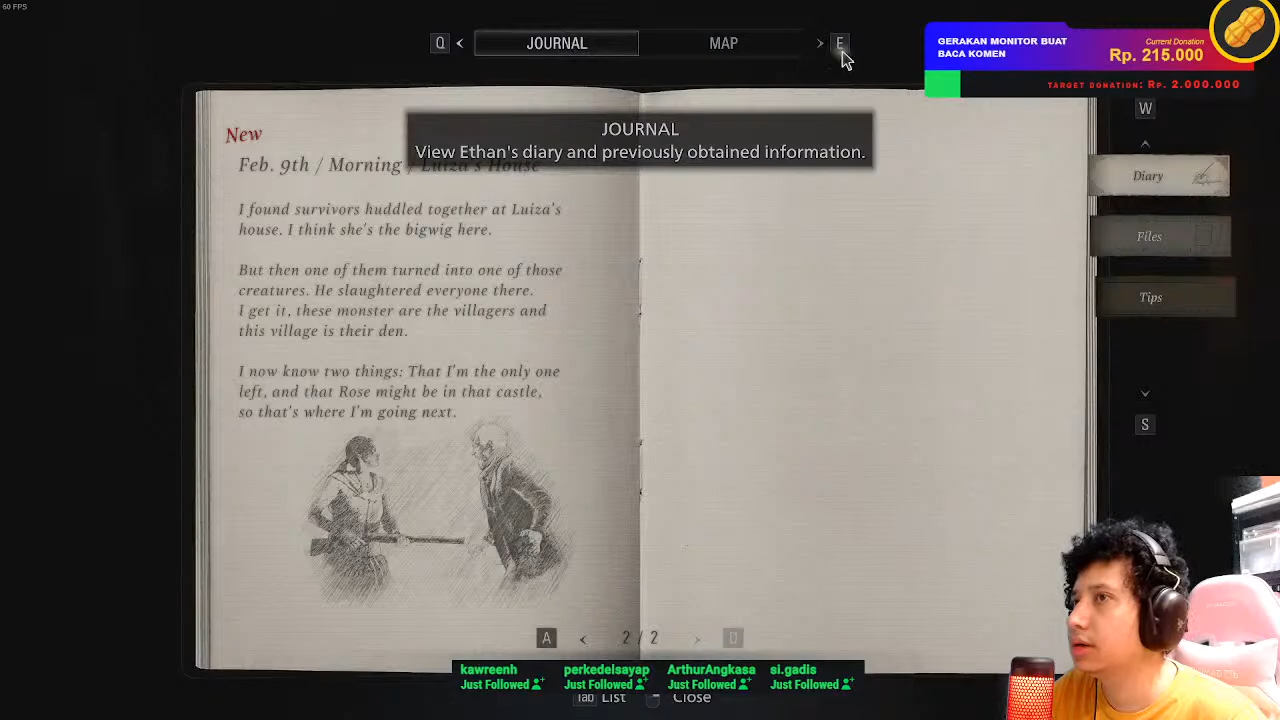 60 FPS
Q
JOURNAL
MAP
E
GERAKAN MONITOR BUAT
BACA KOMEN
Current Donation
Rp. 215.000
TARGET DONATION: Rp. 2.000.000
New
JOURNAL
View Ethan's diary and previously obtained information.
Feb. 9th / Morning / Luiza's House
I found survivors huddled together at Luiza's
house. I think she's the bigwig here.
But then one of them turned into one of those
creatures. He slaughtered everyone there.
I get it, these monster are the villagers and
this village is their den.
I now know two things: That I'm the only one
left, and that Rose might be in that castle,
so that's where I'm going next.
W
Diary
Files
Tips
S
A < 2 / 2 > D
kawreenh
Just Followed
perkedelsayap
Just Followed
ArthurAngkasa
Just Followed
si.gadis
Just Followed
Tab List
Close